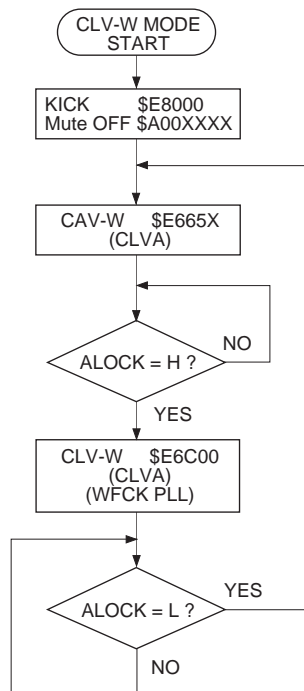 CLV-W MODE
START
KICK $E8000
Mute OFF $A00XXXX
CAV-W $E665X
(CLVA)
ALOCK = H ?
NO
YES
CLV-W $E6C00
(CLVA)
(WFCK PLL)
ALOCK = L ?
YES
NO